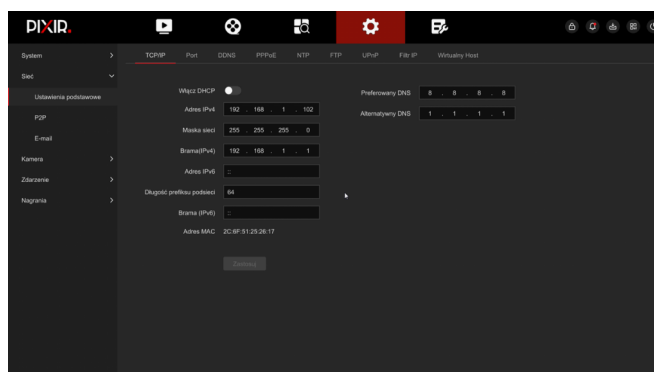 PIXIR.
System
Sieć
Ustawienia podstawowe
P2P
E-mail
Kamera
Zdarzenie
Nagrania
TCP/IP Port DDNS PPPoE NTP FTP UPnP Filtr IP Wirtualny Host
Włącz DHCP
Adres IPv4 192 . 168 . 1 . 102
Maska sieci 255 . 255 . 255 . 0
Brama(IPv4) 192 . 168 . 1 . 1
Adres IPv6 ::
Długość prefiksu podsieci 64
Brama (IPv6) ::
Adres MAC 2C:6F:51:25:26:17
Zastosuj
Preferowany DNS 8 . 8 . 8 . 8
Alternatywny DNS 1 . 1 . 1 . 1